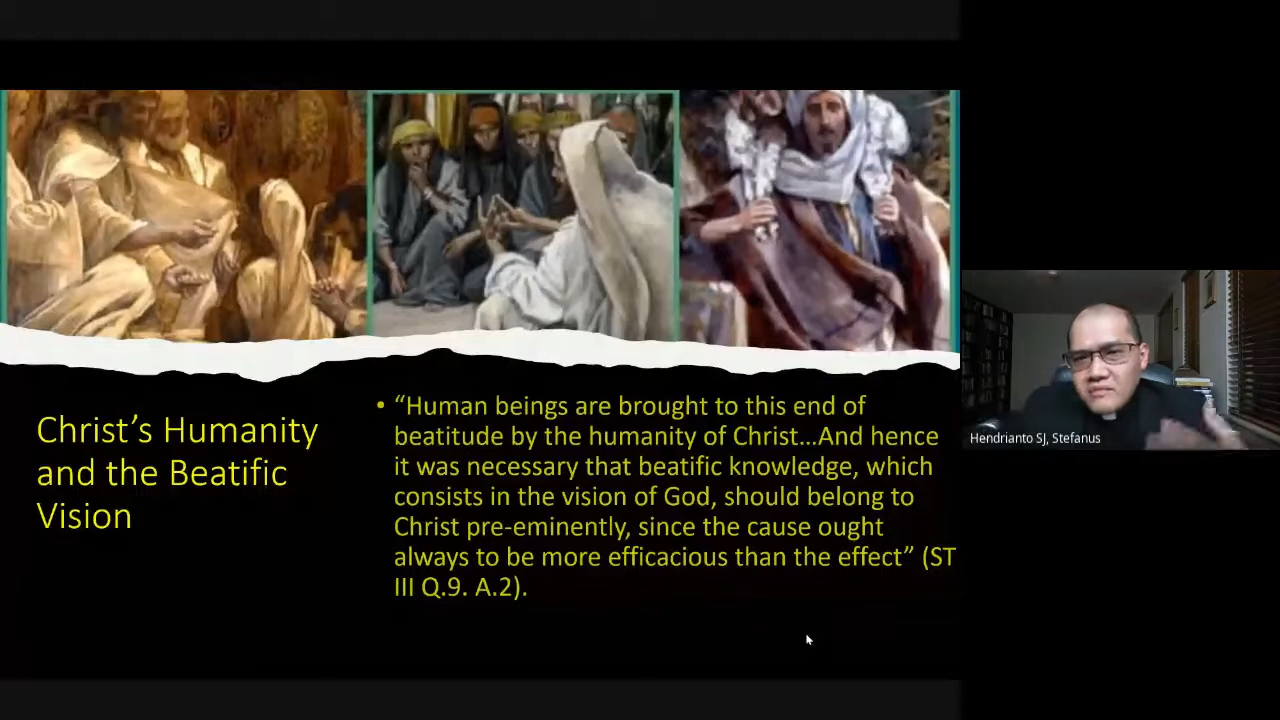 Christ’s Humanity
and the Beatific
Vision
• “Human beings are brought to this end of
beatitude by the humanity of Christ…And hence
it was necessary that beatific knowledge, which
consists in the vision of God, should belong to
Christ pre-eminently, since the cause ought
always to be more efficacious than the effect” (ST
III Q.9. A.2).
Hendrianto SJ, Stefanus